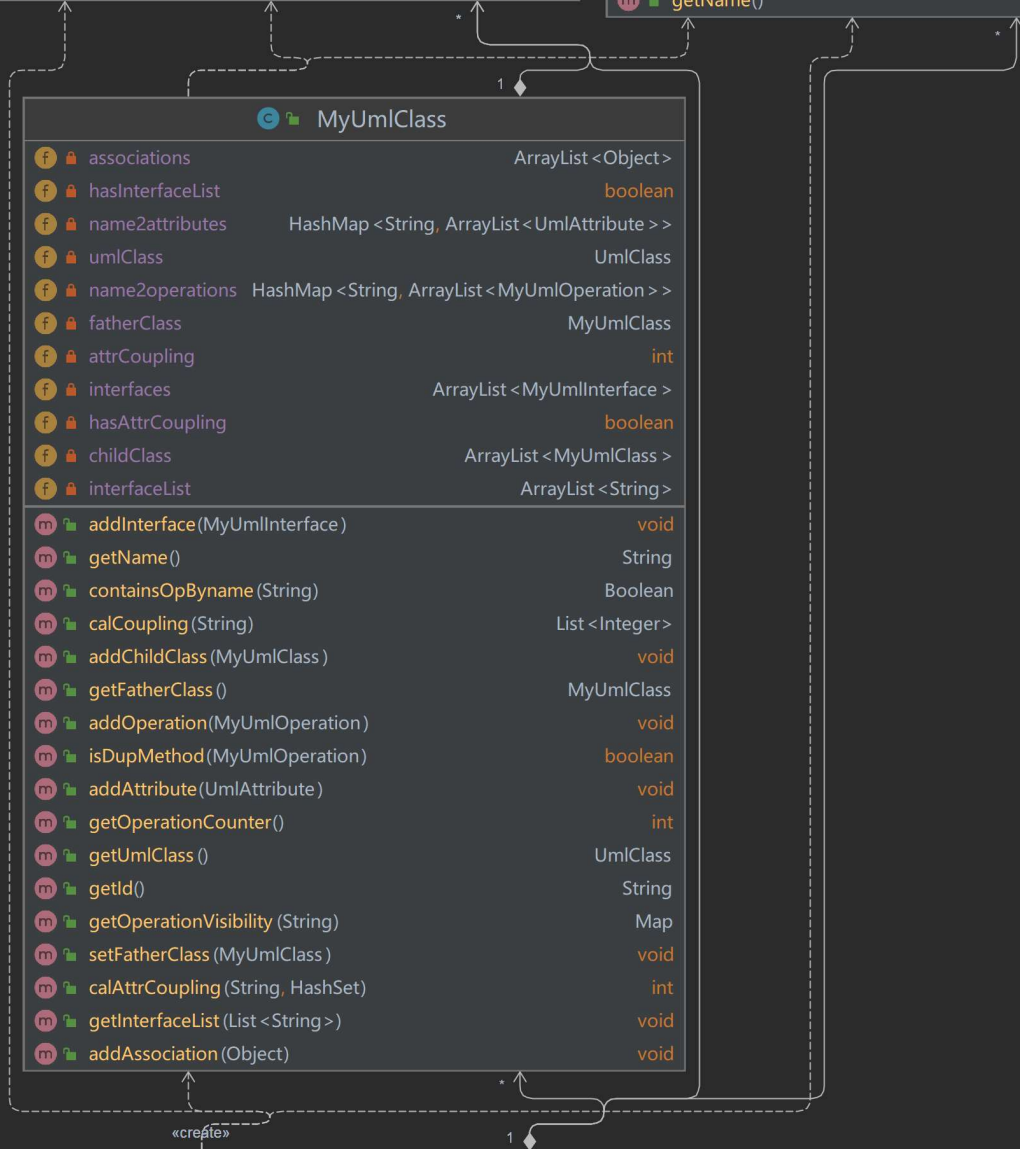 getName()
*
*
1
C MyUmlClass
f associations ArrayList<Object>
f hasInterfaceList boolean
f name2attributes HashMap<String, ArrayList<UmlAttribute>>
f umlClass UmlClass
f name2operations HashMap<String, ArrayList<MyUmlOperation>>
f fatherClass MyUmlClass
f attrCoupling int
f interfaces ArrayList<MyUmlInterface>
f hasAttrCoupling boolean
f childClass ArrayList<MyUmlClass>
f interfaceList ArrayList<String>
m addInterface(MyUmlInterface) void
m getName() String
m containsOpByname(String) Boolean
m calCoupling(String) List<Integer>
m addChildClass(MyUmlClass) void
m getFatherClass() MyUmlClass
m addOperation(MyUmlOperation) void
m isDupMethod(MyUmlOperation) boolean
m addAttribute(UmlAttribute) void
m getOperationCounter() int
m getUmlClass() UmlClass
m getId() String
m getOperationVisibility(String) Map
m setFatherClass(MyUmlClass) void
m calAttrCoupling(String, HashSet) int
m getInterfaceList(List<String>) void
m addAssociation(Object) void
*
«create»
1